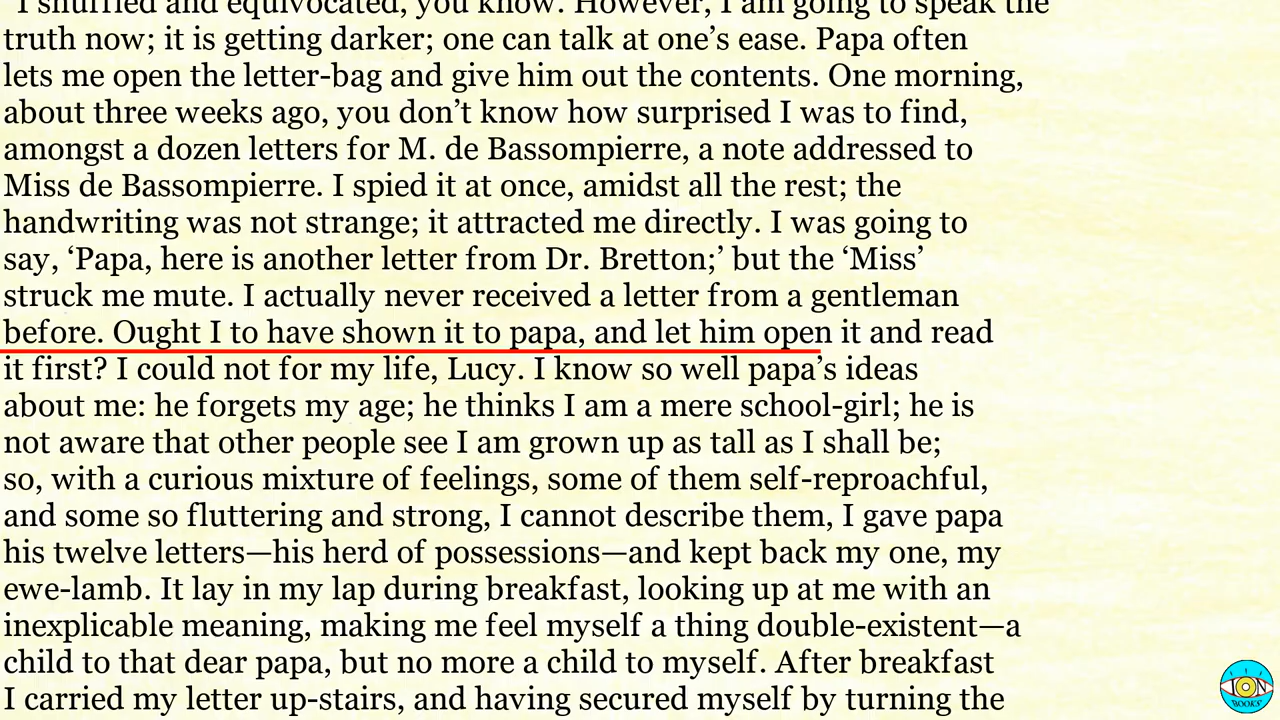 "I shuffled and equivocated, you know. However, I am going to speak the
truth now; it is getting darker; one can talk at one’s ease. Papa often
lets me open the letter-bag and give him out the contents. One morning,
about three weeks ago, you don’t know how surprised I was to find,
amongst a dozen letters for M. de Bassompierre, a note addressed to
Miss de Bassompierre. I spied it at once, amidst all the rest; the
handwriting was not strange; it attracted me directly. I was going to
say, ‘Papa, here is another letter from Dr. Bretton;’ but the ‘Miss’
struck me mute. I actually never received a letter from a gentleman
before. Ought I to have shown it to papa, and let him open it and read
it first? I could not for my life, Lucy. I know so well papa’s ideas
about me: he forgets my age; he thinks I am a mere school-girl; he is
not aware that other people see I am grown up as tall as I shall be;
so, with a curious mixture of feelings, some of them self-reproachful,
and some so fluttering and strong, I cannot describe them, I gave papa
his twelve letters—his herd of possessions—and kept back my one, my
ewe-lamb. It lay in my lap during breakfast, looking up at me with an
inexplicable meaning, making me feel myself a thing double-existent—a
child to that dear papa, but no more a child to myself. After breakfast
I carried my letter up-stairs, and having secured myself by turning the
ION
BOOKS